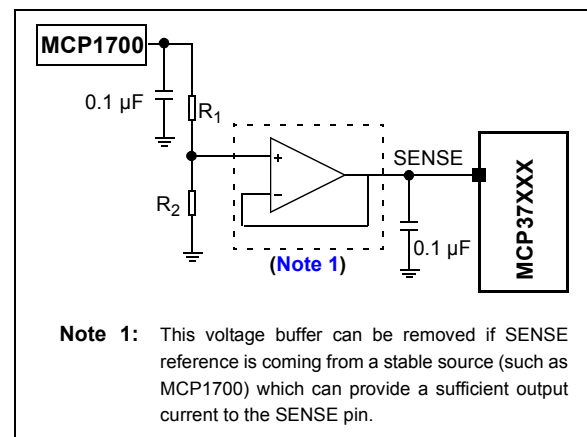 MCP1700
0.1 µF
R1
+
SENSE
–
R2
0.1 µF
MCP37XXX
(Note 1)
Note 1: This voltage buffer can be removed if SENSE
reference is coming from a stable source (such as
MCP1700) which can provide a sufficient output
current to the SENSE pin.